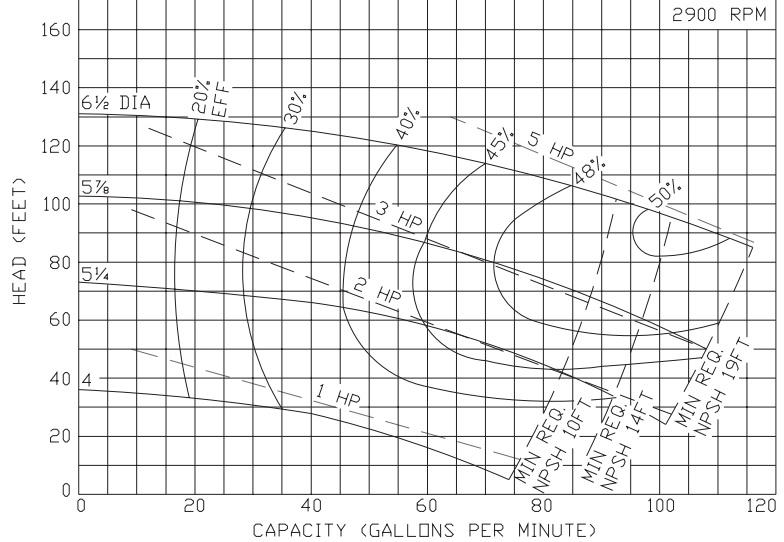 2900 RPM
160
140
120
100
80
60
40
20
0
HEAD (FEET)
6½ DIA
5⅞
5¼
4
20%
EFF
30%
40%
45%
48%
50%
5 HP
3 HP
2 HP
1 HP
MIN REQ.
NPSH 10FT
MIN REQ.
NPSH 14FT
MIN REQ.
NPSH 19FT
0
20
40
60
80
100
120
CAPACITY (GALL□NS PER MINUTE)